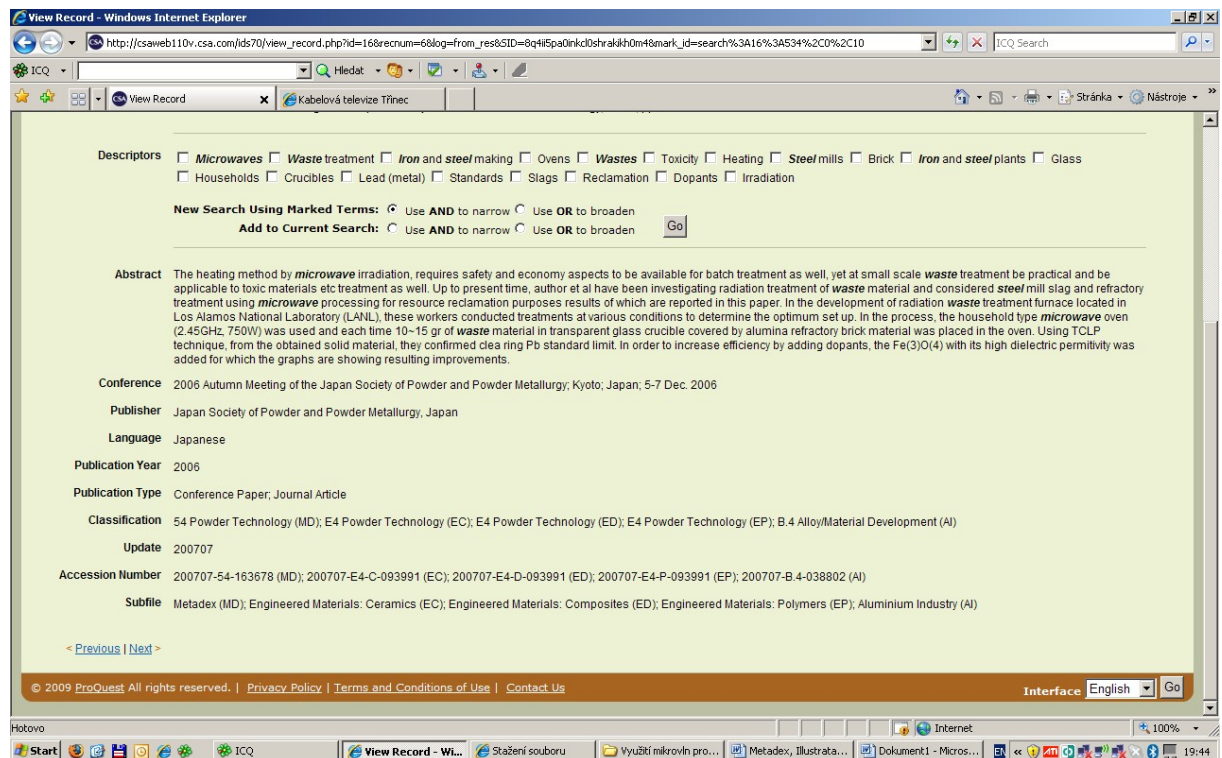 View Record - Windows Internet Explorer
http://csaweb110v.csa.com/ids70/view_record.php?id=16&recnum=6&log=from_res&SID=8q4ii5pa0inkcl0shrakikh0m4&mark_id=search%3A16%3A534%2C0%2C10
ICQ Search
ICQ Hledat
View Record Kabelová televize Třinec Stránka Nástroje
Descriptors Microwaves Waste treatment Iron and steel making Ovens Wastes Toxicity Heating Steel mills Brick Iron and steel plants Glass
Households Crucibles Lead (metal) Standards Slags Reclamation Dopants Irradiation
New Search Using Marked Terms: Use AND to narrow Use OR to broaden
Add to Current Search: Use AND to narrow Use OR to broaden Go
Abstract The heating method by microwave irradiation, requires safety and economy aspects to be available for batch treatment as well, yet at small scale waste treatment be practical and be
applicable to toxic materials etc treatment as well. Up to present time, author et al have been investigating radiation treatment of waste material and considered steel mill slag and refractory
treatment using microwave processing for resource reclamation purposes results of which are reported in this paper. In the development of radiation waste treatment furnace located in
Los Alamos National Laboratory (LANL), these workers conducted treatments at various conditions to determine the optimum set up. In the process, the household type microwave oven
(2.45GHz, 750W) was used and each time 10~15 gr of waste material in transparent glass crucible covered by alumina refractory brick material was placed in the oven. Using TCLP
technique, from the obtained solid material, they confirmed clea ring Pb standard limit. In order to increase efficiency by adding dopants, the Fe(3)O(4) with its high dielectric permitivity was
added for which the graphs are showing resulting improvements.
Conference 2006 Autumn Meeting of the Japan Society of Powder and Powder Metallurgy; Kyoto; Japan; 5-7 Dec. 2006
Publisher Japan Society of Powder and Powder Metallurgy, Japan
Language Japanese
Publication Year 2006
Publication Type Conference Paper; Journal Article
Classification 54 Powder Technology (MD); E4 Powder Technology (EC); E4 Powder Technology (ED); E4 Powder Technology (EP); B.4 Alloy/Material Development (AI)
Update 200707
Accession Number 200707-54-163678 (MD); 200707-E4-C-093991 (EC); 200707-E4-D-093991 (ED); 200707-E4-P-093991 (EP); 200707-B.4-038802 (AI)
Subfile Metadex (MD); Engineered Materials: Ceramics (EC); Engineered Materials: Composites (ED); Engineered Materials: Polymers (EP); Aluminium Industry (AI)
< Previous | Next >
© 2009 ProQuest All rights reserved. | Privacy Policy | Terms and Conditions of Use | Contact Us Interface English Go
Hotovo Internet 100%
Start ICQ View Record - Wi... Stažení souboru Využití mikrovln pro... Metadex, Illustrata... Dokument1 - Micros... EN 19:44